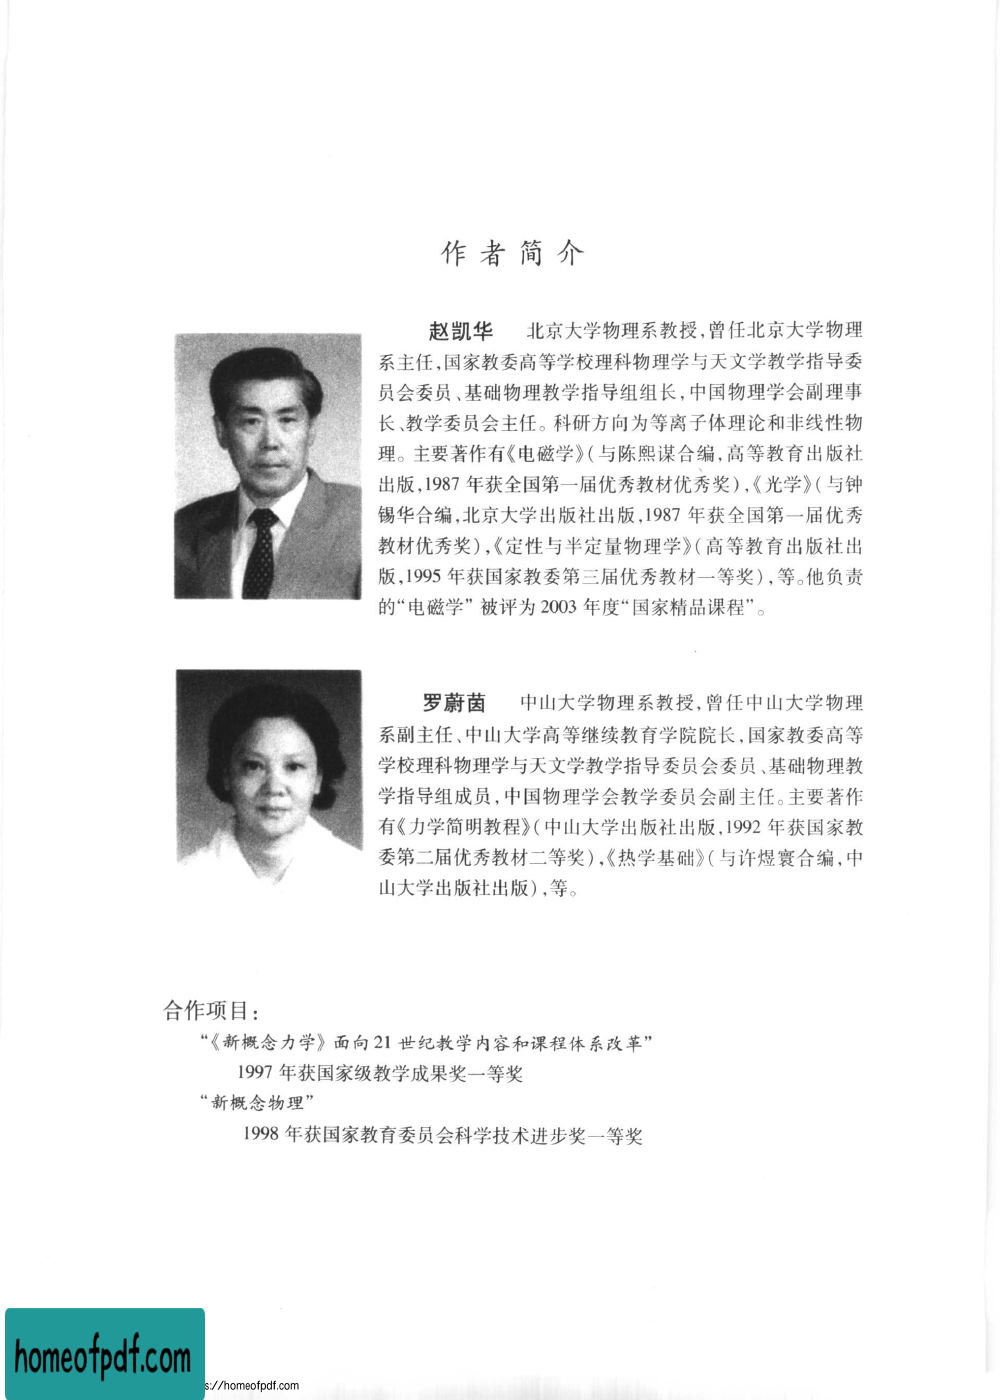 作者简介
赵凯华 北京大学物理系教授,曾任北京大学物理
系主任,国家教委高等学校理科物理学与天文学教学指导委
员会委员、基础物理教学指导组组长,中国物理学会副理事
长、教学委员会主任。科研方向为等离子体理论和非线性物
理。主要著作有《电磁学》(与陈熙谋合编,高等教育出版社
出版,1987 年获全国第一届优秀教材优秀奖),《光学》(与钟
锡华合编,北京大学出版社出版,1987 年获全国第一届优秀
教材优秀奖),《定性与半定量物理学》(高等教育出版社出
版,1995 年获国家教委第三届优秀教材一等奖),等。他负责
的“电磁学” 被评为 2003 年度“国家精品课程”。
罗蔚茵 中山大学物理系教授,曾任中山大学物理
系副主任、中山大学高等继续教育学院院长,国家教委高等
学校理科物理学与天文学教学指导委员会委员、基础物理教
学指导组成员,中国物理学会教学委员会副主任。主要著作
有《力学简明教程》(中山大学出版社出版,1992 年获国家教
委第二届优秀教材二等奖),《热学基础》(与许煜寰合编,中
山大学出版社出版),等。
合作项目:
“《新概念力学》面向 21 世纪教学内容和课程体系改革”
1997 年获国家级教学成果奖一等奖
“新概念物理”
1998 年获国家教育委员会科学技术进步奖一等奖
homeofpdf.com
s://homeofpdf.com